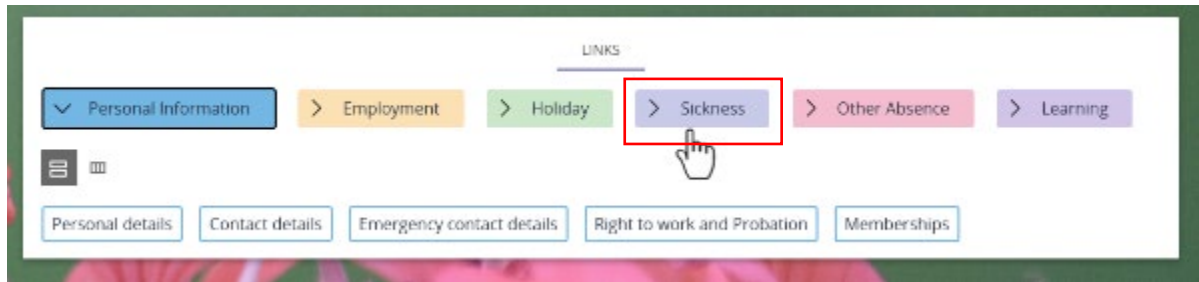 LINKS
Personal Information Employment Holiday Sickness Other Absence Learning
Personal details Contact details Emergency contact details Right to work and Probation Memberships